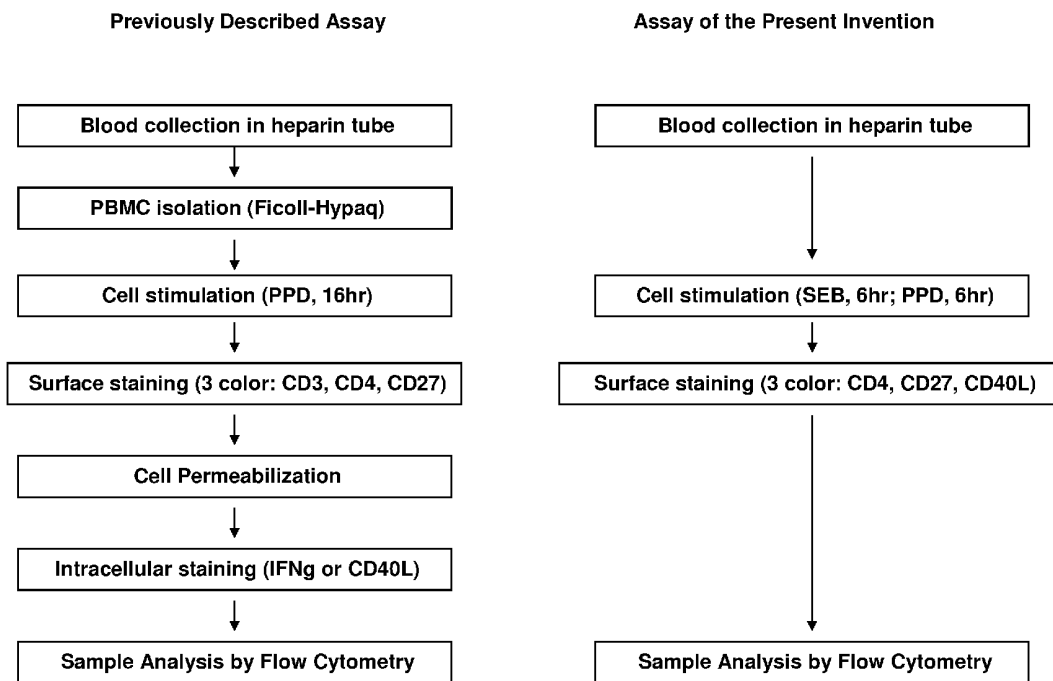 Previously Described Assay
Blood collection in heparin tube
PBMC isolation (Ficoll-Hypaq)
Cell stimulation (PPD, 16hr)
Surface staining (3 color: CD3, CD4, CD27)
Cell Permeabilization
Intracellular staining (IFNg or CD40L)
Sample Analysis by Flow Cytometry
Assay of the Present Invention
Blood collection in heparin tube
Cell stimulation (SEB, 6hr; PPD, 6hr)
Surface staining (3 color: CD4, CD27, CD40L)
Sample Analysis by Flow Cytometry